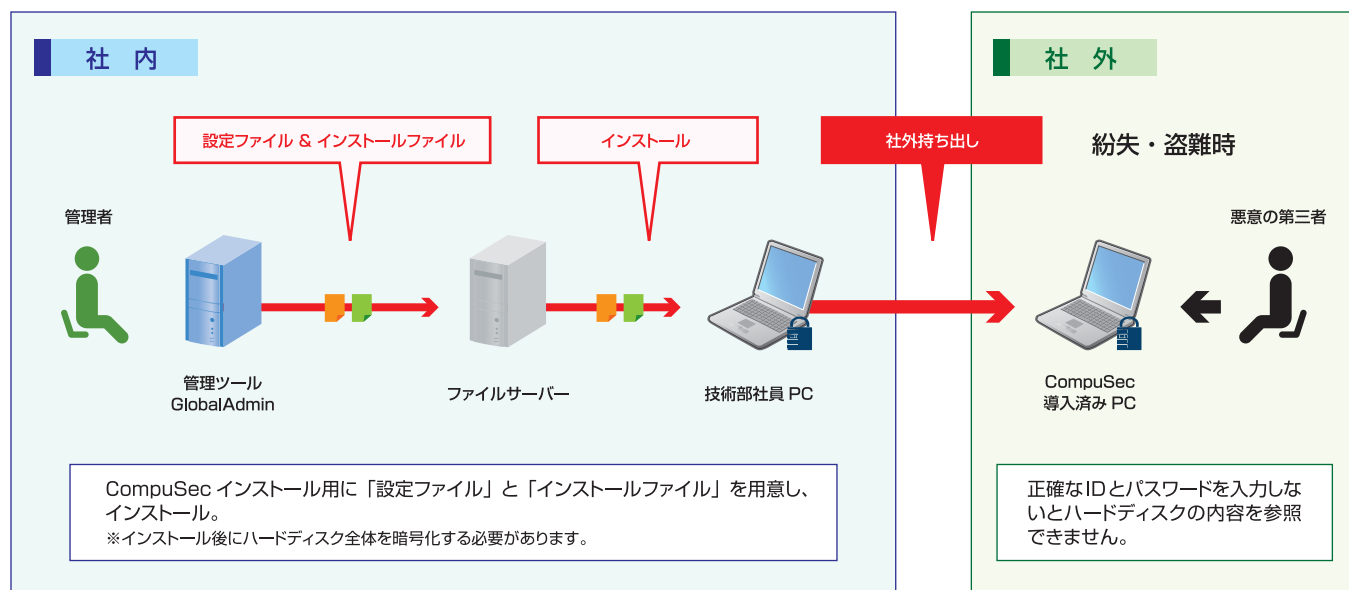 社 内
設定ファイル & インストールファイル
インストール
社外持ち出し
管理者
管理ツール
GlobalAdmin
ファイルサーバー
技術部社員 PC
CompuSec インストール用に「設定ファイル」と「インストールファイル」を用意し、
インストール。
※インストール後にハードディスク全体を暗号化する必要があります。
社 外
紛失・盗難時
悪意の第三者
CompuSec
導入済み PC
正確なIDとパスワードを入力しな
いとハードディスクの内容を参照
できません。